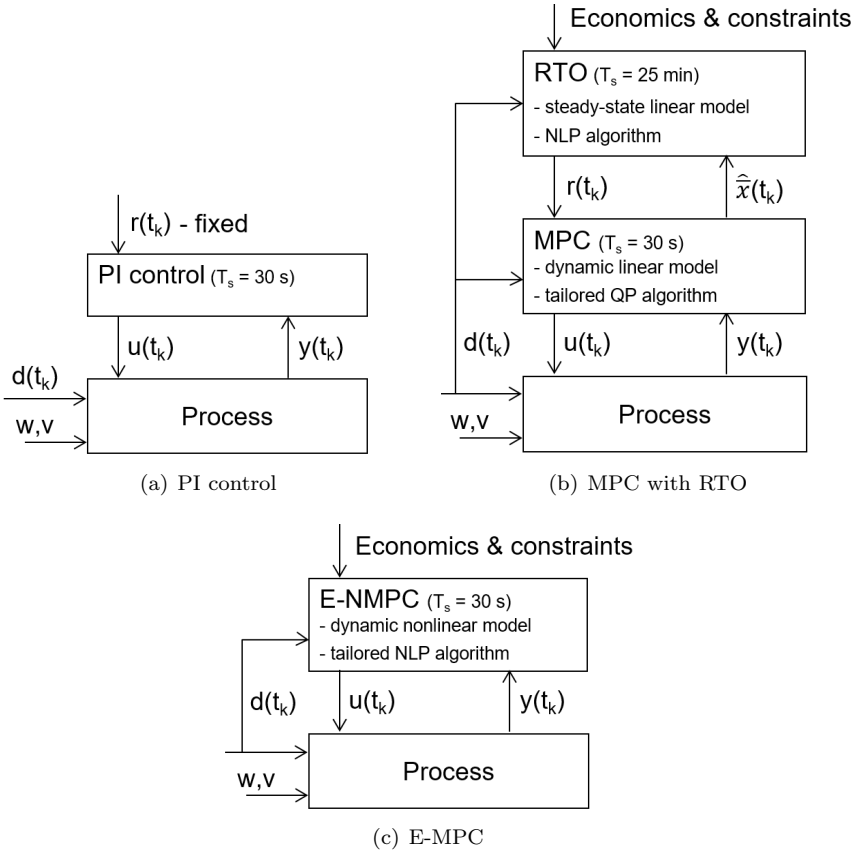 r(t_k) - fixed
PI control (T_s = 30 s)
u(t_k)
y(t_k)
d(t_k)
w,v
Process
(a) PI control
Economics & constraints
RTO (T_s = 25 min)
- steady-state linear model
- NLP algorithm
r(t_k)
x̄̂(t_k)
MPC (T_s = 30 s)
- dynamic linear model
- tailored QP algorithm
d(t_k)
u(t_k)
y(t_k)
w,v
Process
(b) MPC with RTO
Economics & constraints
E-NMPC (T_s = 30 s)
- dynamic nonlinear model
- tailored NLP algorithm
d(t_k)
u(t_k)
y(t_k)
w,v
Process
(c) E-MPC